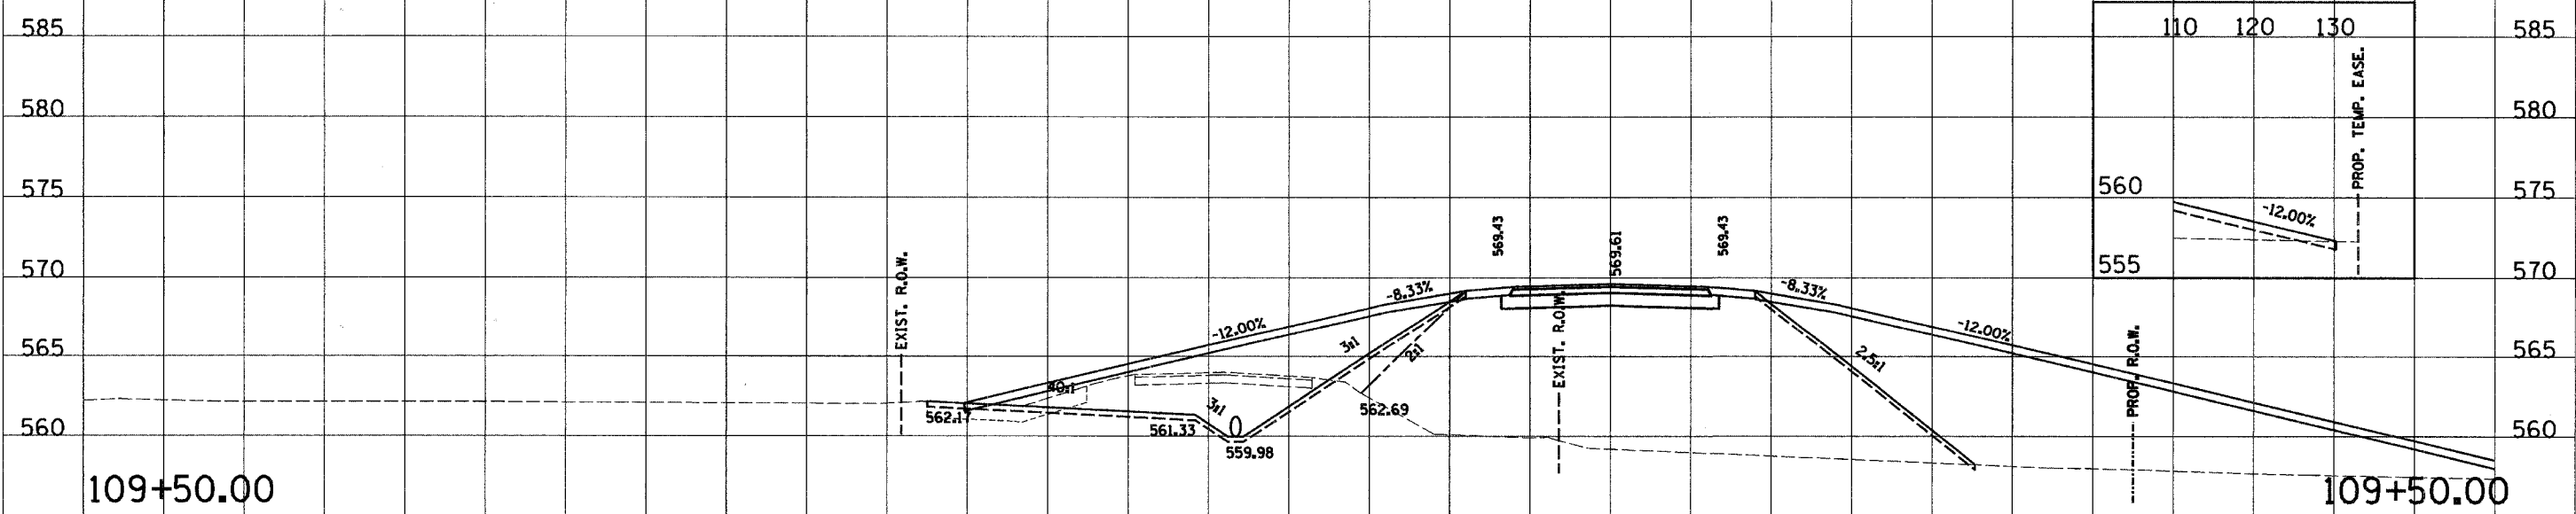 110 120 130
585 585
PROP. TEMP. EASE.
580 580
575 560 575
-12.00%
569.43 569.61 569.43
EXIST. R.O.W.
570 555 570
-8.33% -8.33%
-12.00% -12.00%
EXIST. R.O.W.
PROP. R.O.W.
565 3:1 2:1 2.5:1 565
40:1
562.17 3:1 562.69
560 561.33 560
559.98
109+50.00 109+50.00